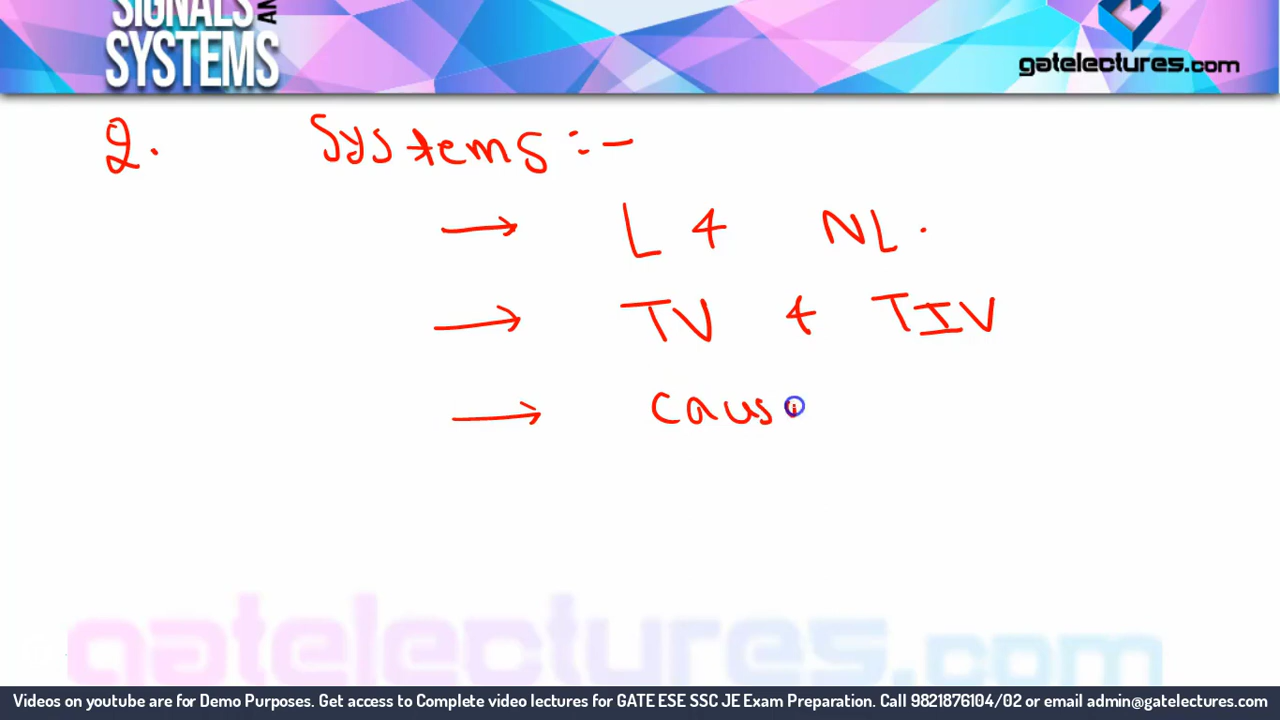 SIGNALS AN
SYSTEMS
gatelectures.com
2. Systems :-
→ L & NL.
→ TV & TIV
→ Caus
gatelectures.com
Videos on youtube are for Demo Purposes. Get access to Complete video lectures for GATE ESE SSC JE Exam Preparation. Call 9821876104/02 or email admin@gatelectures.com